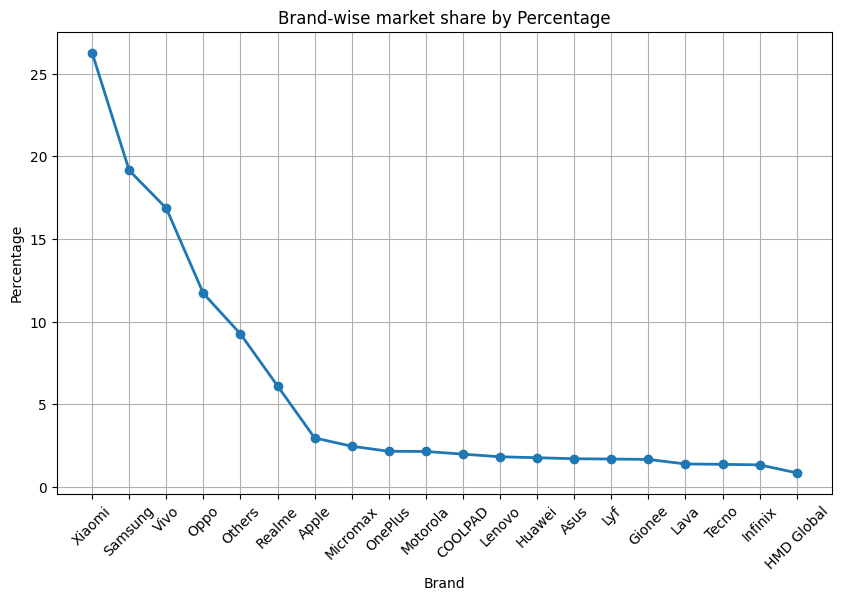 Brand-wise market share by Percentage
25
20
15
10
5
0
Percentage
Xiaomi
Samsung
Vivo
Oppo
Others
Realme
Apple
Micromax
OnePlus
Motorola
COOLPAD
Lenovo
Huawei
Asus
Lyf
Gionee
Lava
Tecno
Infinix
HMD Global
Brand